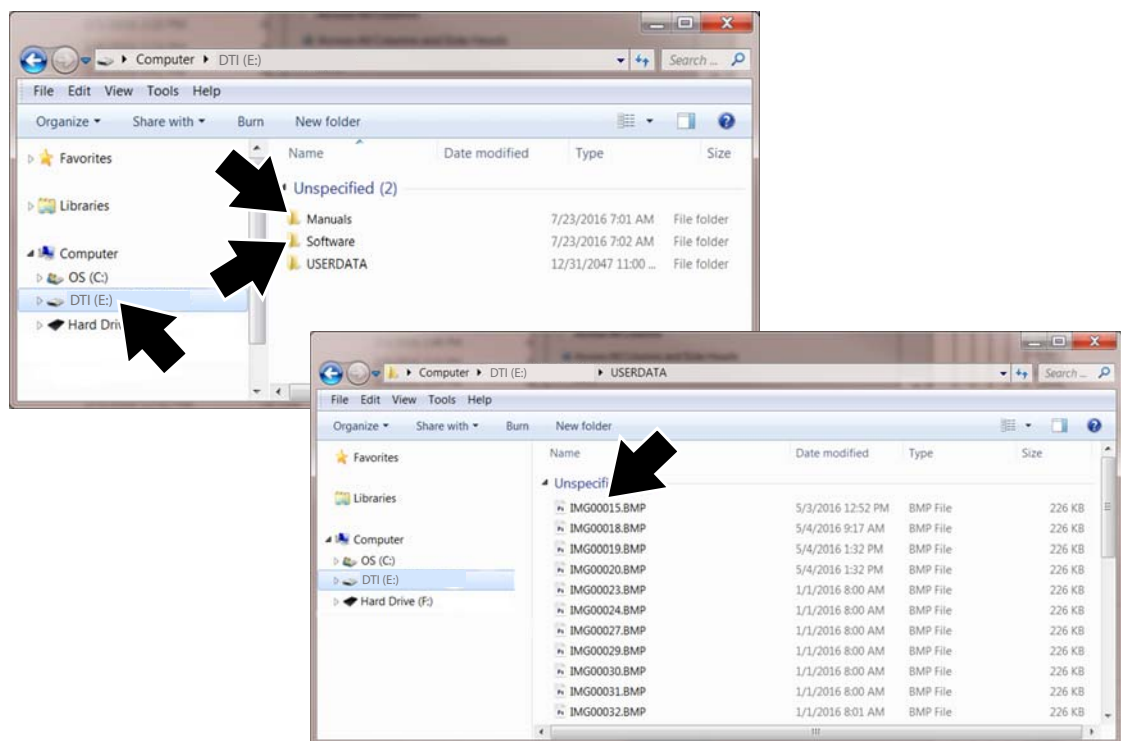 Computer DTI (E:) Search ...
File Edit View Tools Help
Organize Share with Burn New folder
Name Date modified Type Size
Favorites
Unspecified (2)
Libraries
Manuals 7/23/2016 7:01 AM File folder
Software 7/23/2016 7:02 AM File folder
Computer
USERDATA 12/31/2047 11:00 ... File folder
OS (C:)
DTI (E:)
Hard Driv
Computer DTI (E:) USERDATA Search ...
File Edit View Tools Help
Organize Share with Burn New folder
Name Date modified Type Size
Favorites
Unspecifi
Libraries
IMG00015.BMP 5/3/2016 12:52 PM BMP File 226 KB
IMG00018.BMP 5/4/2016 9:17 AM BMP File 226 KB
Computer
IMG00019.BMP 5/4/2016 1:32 PM BMP File 226 KB
OS (C:)
IMG00020.BMP 5/4/2016 1:32 PM BMP File 226 KB
DTI (E:)
IMG00023.BMP 1/1/2016 8:00 AM BMP File 226 KB
Hard Drive (F:)
IMG00024.BMP 1/1/2016 8:00 AM BMP File 226 KB
IMG00027.BMP 1/1/2016 8:00 AM BMP File 226 KB
IMG00029.BMP 1/1/2016 8:00 AM BMP File 226 KB
IMG00030.BMP 1/1/2016 8:00 AM BMP File 226 KB
IMG00031.BMP 1/1/2016 8:00 AM BMP File 226 KB
IMG00032.BMP 1/1/2016 8:01 AM BMP File 226 KB